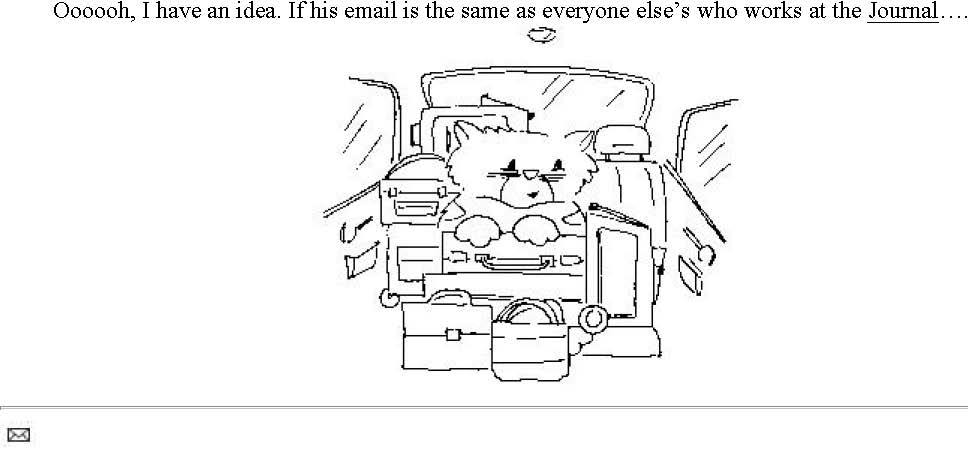 Oooooh, I have an idea. If his email is the same as everyone else’s who works at the Journal….